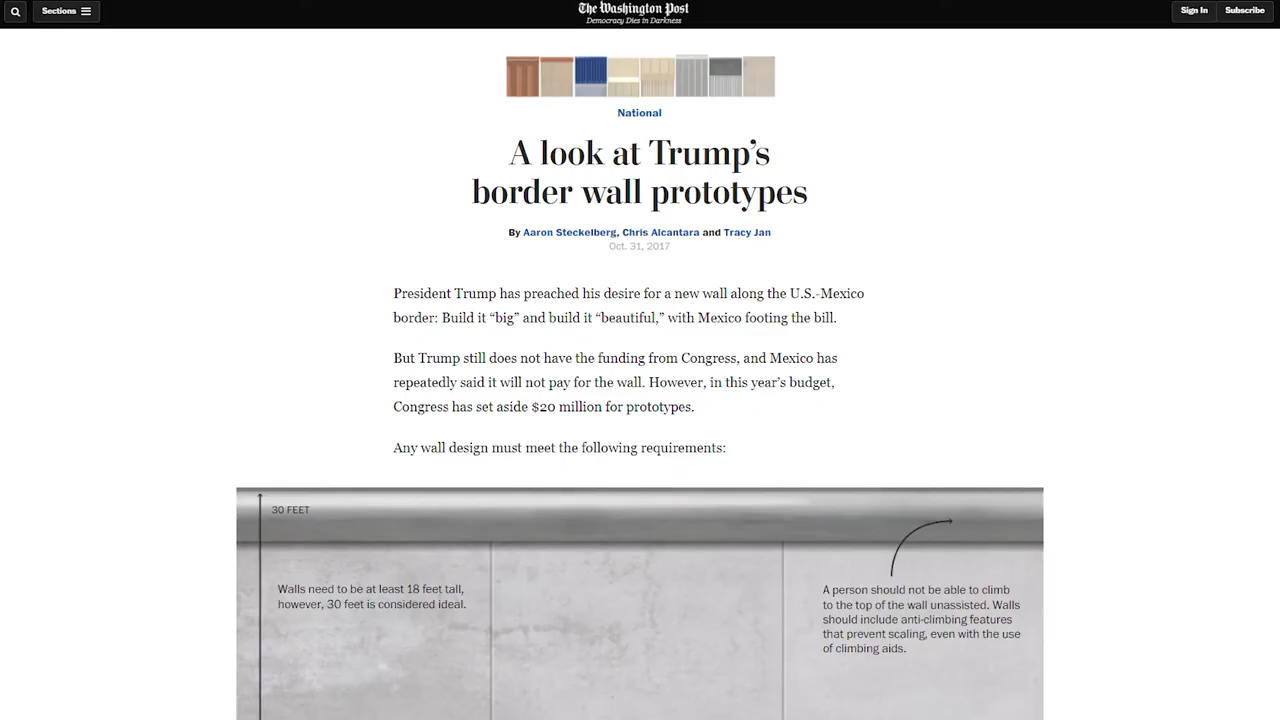 Sections
The Washington Post
Democracy Dies in Darkness
Sign In
Subscribe
National
A look at Trump's
border wall prototypes
By Aaron Steckelberg, Chris Alcantara and Tracy Jan
Oct. 31, 2017
President Trump has preached his desire for a new wall along the U.S.-Mexico
border: Build it “big” and build it “beautiful,” with Mexico footing the bill.
But Trump still does not have the funding from Congress, and Mexico has
repeatedly said it will not pay for the wall. However, in this year’s budget,
Congress has set aside $20 million for prototypes.
Any wall design must meet the following requirements:
30 FEET
Walls need to be at least 18 feet tall,
however, 30 feet is considered ideal.
A person should not be able to climb
to the top of the wall unassisted. Walls
should include anti-climbing features
that prevent scaling, even with the use
of climbing aids.